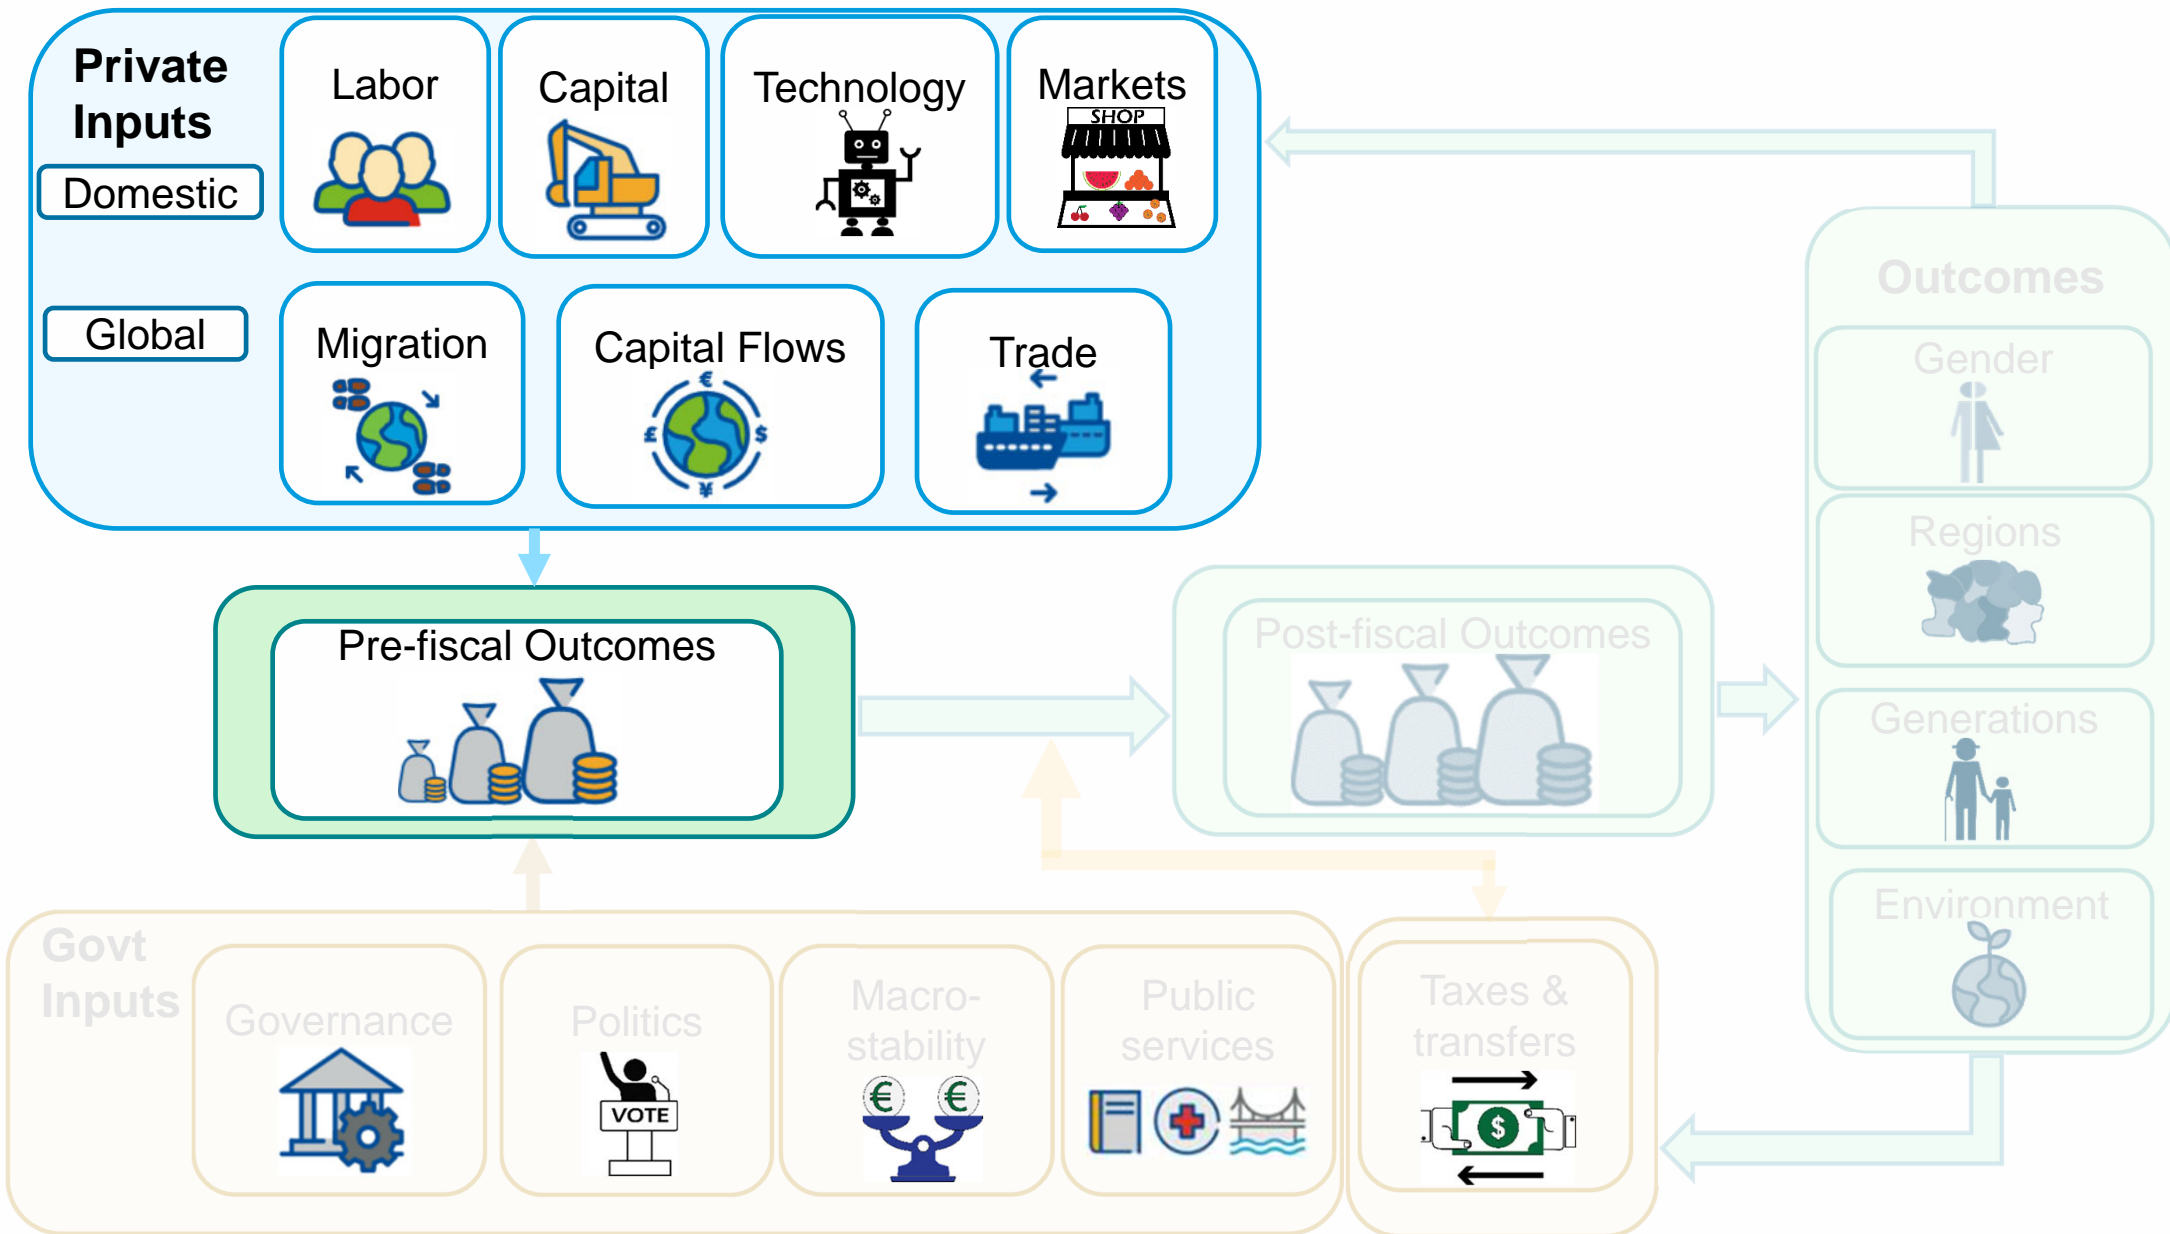 Private
Inputs
Domestic
Labor
Capital
Technology
Markets
SHOP
Global
Migration
Capital Flows
€
£
$
¥
Trade
Pre-fiscal Outcomes
Post-fiscal Outcomes
Outcomes
Gender
Regions
Generations
Environment
Govt
Inputs
Governance
Politics
VOTE
Macro-
stability
€ €
Public
services
Taxes &
transfers
$